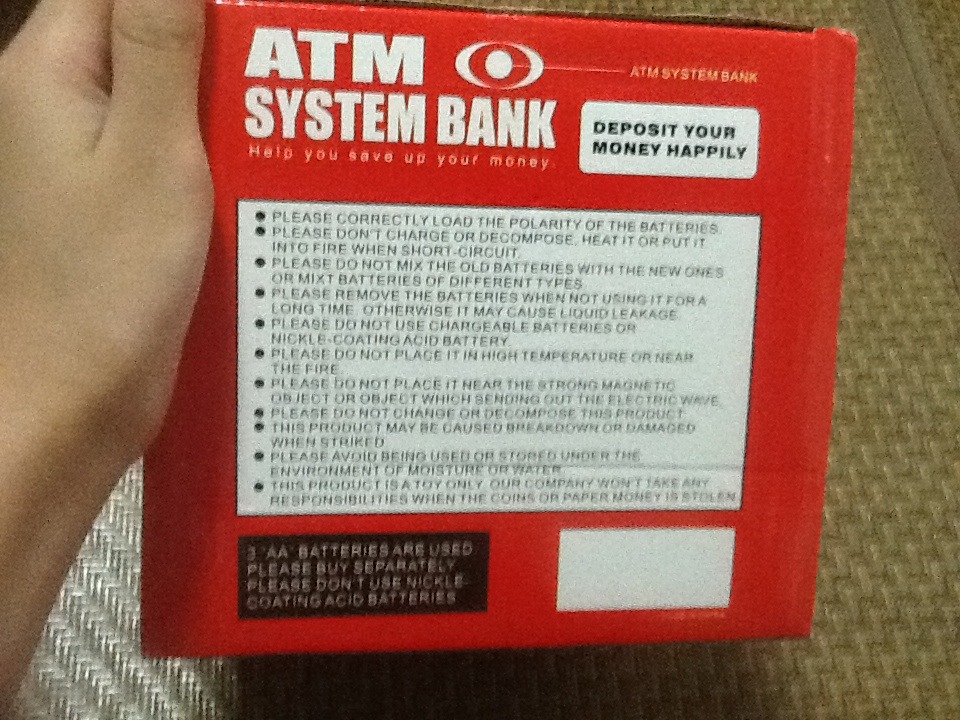 ATM
ATM SYSTEM BANK
SYSTEM BANK
DEPOSIT YOUR
MONEY HAPPILY
Help you save up your money.
● PLEASE CORRECTLY LOAD THE POLARITY OF THE BATTERIES.
● PLEASE DON'T CHARGE OR DECOMPOSE, HEAT IT OR PUT IT
INTO FIRE WHEN SHORT-CIRCUIT.
● PLEASE DO NOT MIX THE OLD BATTERIES WITH THE NEW ONES
OR MIXT BATTERIES OF DIFFERENT TYPES.
● PLEASE REMOVE THE BATTERIES WHEN NOT USING IT FOR A
LONG TIME. OTHERWISE IT MAY CAUSE LIQUID LEAKAGE.
● PLEASE DO NOT USE CHARGEABLE BATTERIES OR
NICKLE-COATING ACID BATTERY.
● PLEASE DO NOT PLACE IT IN HIGH TEMPERATURE OR NEAR
THE FIRE.
● PLEASE DO NOT PLACE IT NEAR THE STRONG MAGNETIC
OBJECT OR OBJECT WHICH SENDING OUT THE ELECTRIC WAVE.
● PLEASE DO NOT CHANGE OR DECOMPOSE THIS PRODUCT
● THIS PRODUCT MAY BE CAUSED BREAKDOWN OR DAMAGED
WHEN STRIKED
● PLEASE AVOID BEING USED OR STORED UNDER THE
ENVIRONMENT OF MOISTURE OR WATER.
● THIS PRODUCT IS A TOY ONLY. OUR COMPANY WON'T TAKE ANY
RESPONSIBILITIES WHEN THE COINS OR PAPER MONEY IS STOLEN.
3 "AA" BATTERIES ARE USED
PLEASE BUY SEPARATELY
PLEASE DON'T USE NICKLE-
COATING ACID BATTERIES